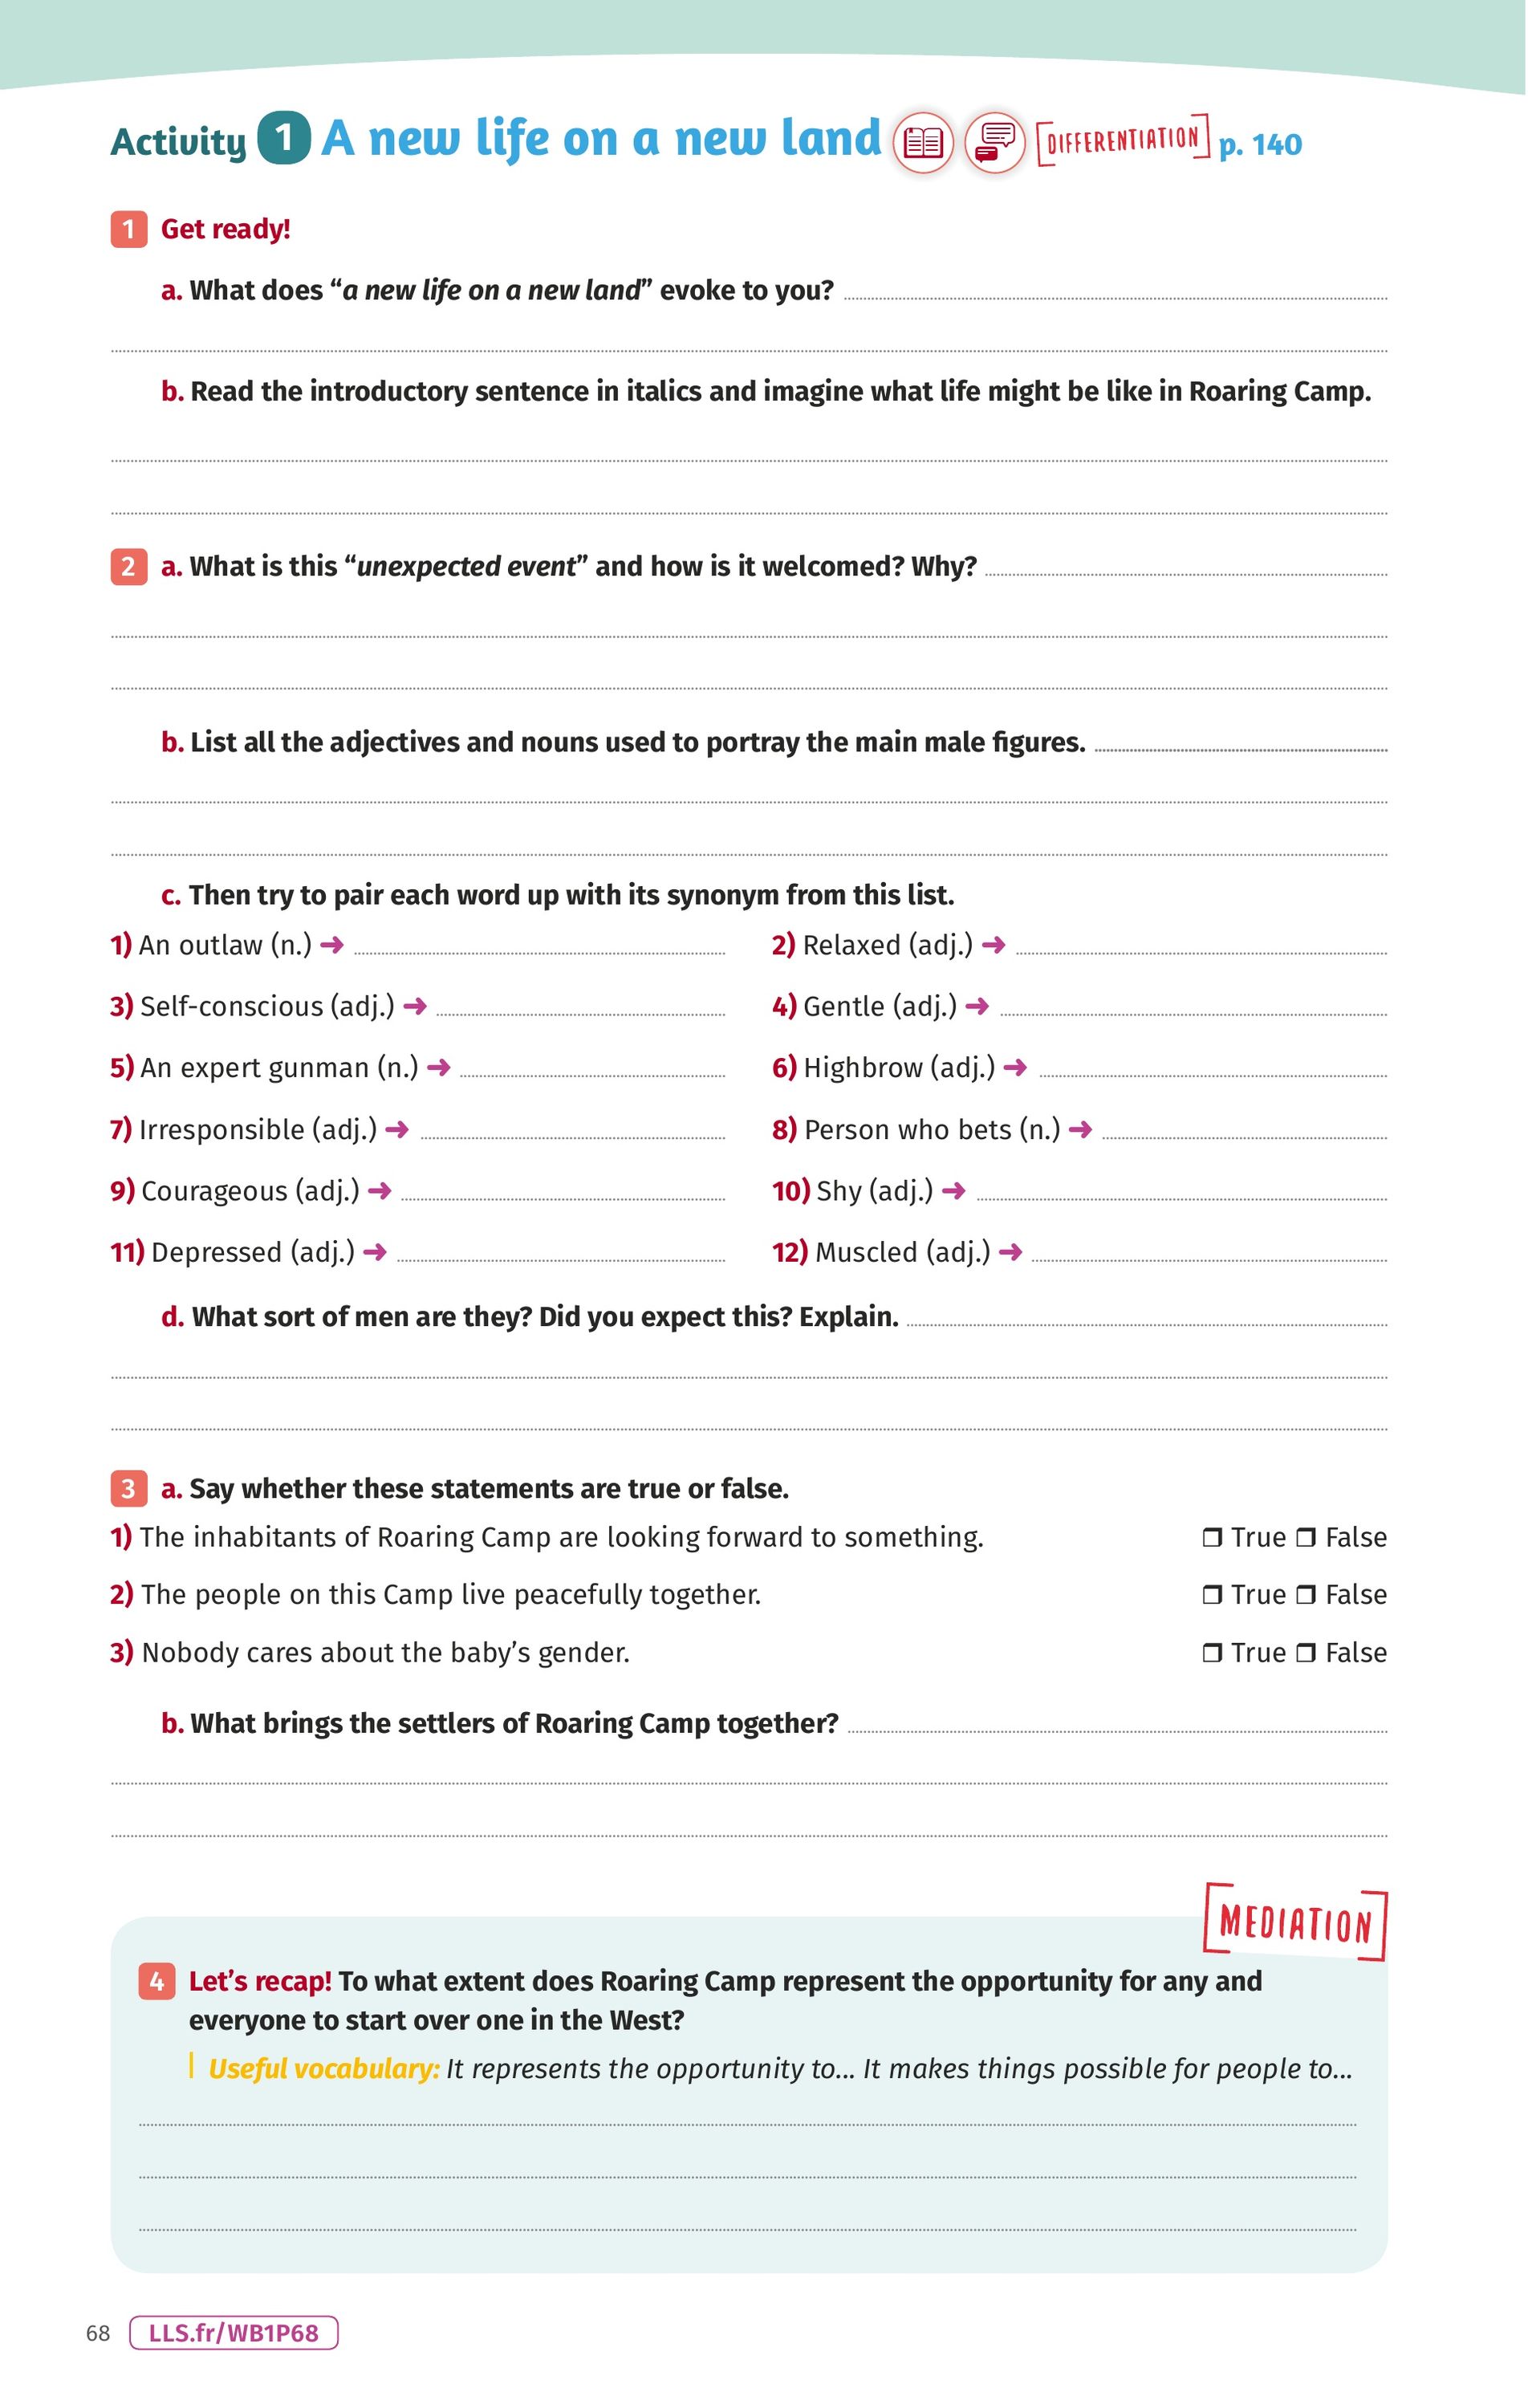 Activity 1 A new life on a new land [DIFFERENTIATION] p. 140
1 Get ready!
a. What does “a new life on a new land” evoke to you?
b. Read the introductory sentence in italics and imagine what life might be like in Roaring Camp.
2 a. What is this “unexpected event” and how is it welcomed? Why?
b. List all the adjectives and nouns used to portray the main male figures.
c. Then try to pair each word up with its synonym from this list.
1) An outlaw (n.) ➜
2) Relaxed (adj.) ➜
3) Self-conscious (adj.) ➜
4) Gentle (adj.) ➜
5) An expert gunman (n.) ➜
6) Highbrow (adj.) ➜
7) Irresponsible (adj.) ➜
8) Person who bets (n.) ➜
9) Courageous (adj.) ➜
10) Shy (adj.) ➜
11) Depressed (adj.) ➜
12) Muscled (adj.) ➜
d. What sort of men are they? Did you expect this? Explain.
3 a. Say whether these statements are true or false.
1) The inhabitants of Roaring Camp are looking forward to something. ❒ True ❒ False
2) The people on this Camp live peacefully together. ❒ True ❒ False
3) Nobody cares about the baby’s gender. ❒ True ❒ False
b. What brings the settlers of Roaring Camp together?
[MEDIATION]
4 Let’s recap! To what extent does Roaring Camp represent the opportunity for any and
everyone to start over one in the West?
Useful vocabulary: It represents the opportunity to... It makes things possible for people to...
68 LLS.fr/WB1P68